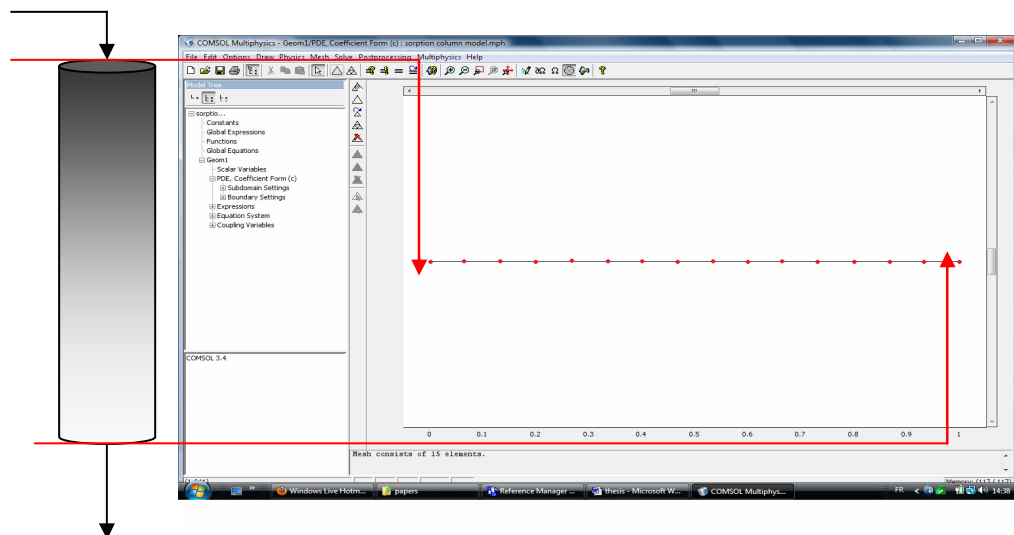 COMSOL Multiphysics - Geom1/PDE, Coefficient Form (c) : sorption column model.mph
File Edit Options Draw Physics Mesh Solve Postprocessing Multiphysics Help
Model Tree
sorptio...
Constants
Global Expressions
Functions
Global Equations
Geom1
Scalar Variables
PDE, Coefficient Form (c)
Subdomain Settings
Boundary Settings
Expressions
Equation System
Coupling Variables
COMSOL 3.4
0 0.1 0.2 0.3 0.4 0.5 0.6 0.7 0.8 0.9 1
Mesh consists of 15 elements.
Memory: (117 / 117)
Windows Live Hotm... papers Reference Manager ... thesis - Microsoft W... COMSOL Multiphys... FR 14:38